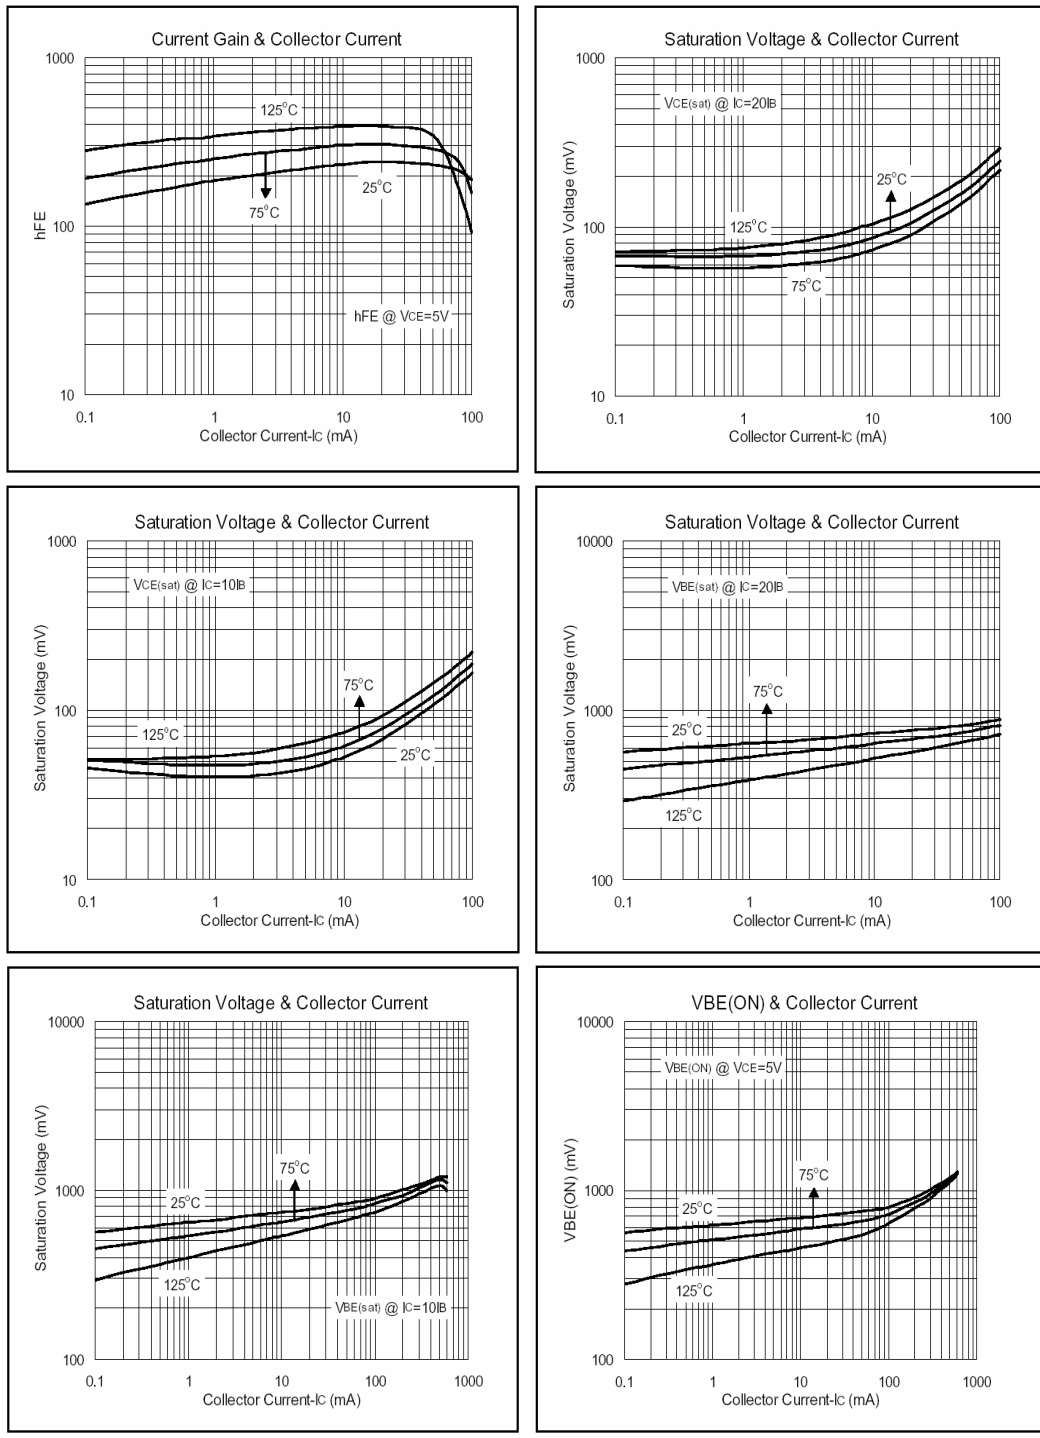 Current Gain & Collector Current
1000
125°C
25°C
75°C
100
hFE
hFE @ VCE=5V
10
0.1 1 10 100
Collector Current-IC (mA)
Saturation Voltage & Collector Current
1000
VCE(sat) @ IC=20IB
Saturation Voltage (mV)
25°C
100
125°C
75°C
10
0.1 1 10 100
Collector Current-IC (mA)
Saturation Voltage & Collector Current
1000
VCE(sat) @ IC=10IB
Saturation Voltage (mV)
75°C
100
125°C
25°C
10
0.1 1 10 100
Collector Current-IC (mA)
Saturation Voltage & Collector Current
10000
VBE(sat) @ IC=20IB
Saturation Voltage (mV)
75°C
1000
25°C
125°C
100
0.1 1 10 100
Collector Current-IC (mA)
Saturation Voltage & Collector Current
10000
Saturation Voltage (mV)
75°C
1000
25°C
125°C
VBE(sat) @ IC=10IB
100
0.1 1 10 100 1000
Collector Current-IC (mA)
VBE(ON) & Collector Current
10000
VBE(ON) @ VCE=5V
VBE(ON) (mV)
75°C
1000
25°C
125°C
100
0.1 1 10 100 1000
Collector Current-IC (mA)